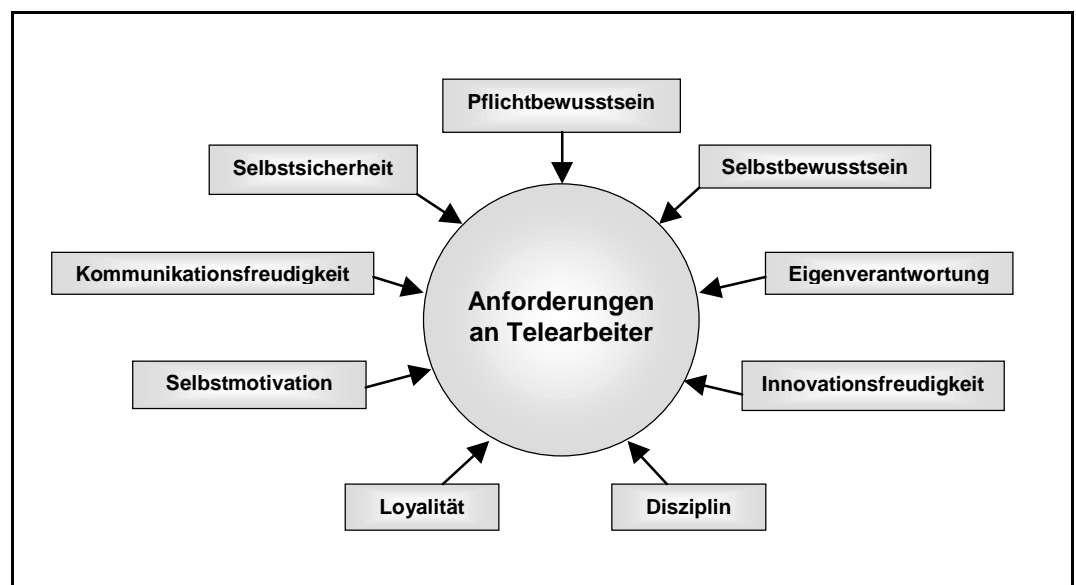 Pflichtbewusstsein
Selbstsicherheit
Selbstbewusstsein
Kommunikationsfreudigkeit
Eigenverantwortung
Anforderungen
an Telearbeiter
Selbstmotivation
Innovationsfreudigkeit
Loyalität
Disziplin